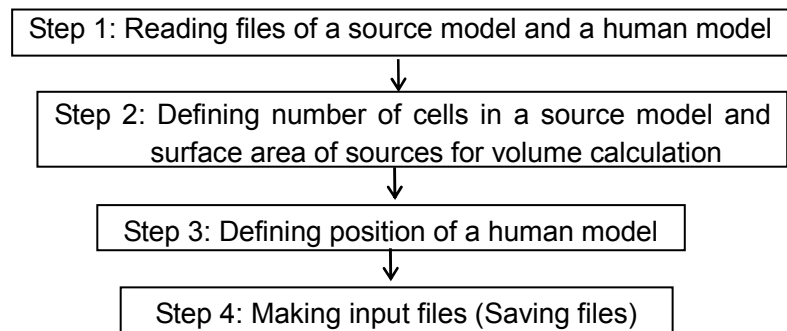 Step 1: Reading files of a source model and a human model
Step 2: Defining number of cells in a source model and
surface area of sources for volume calculation
Step 3: Defining position of a human model
Step 4: Making input files (Saving files)